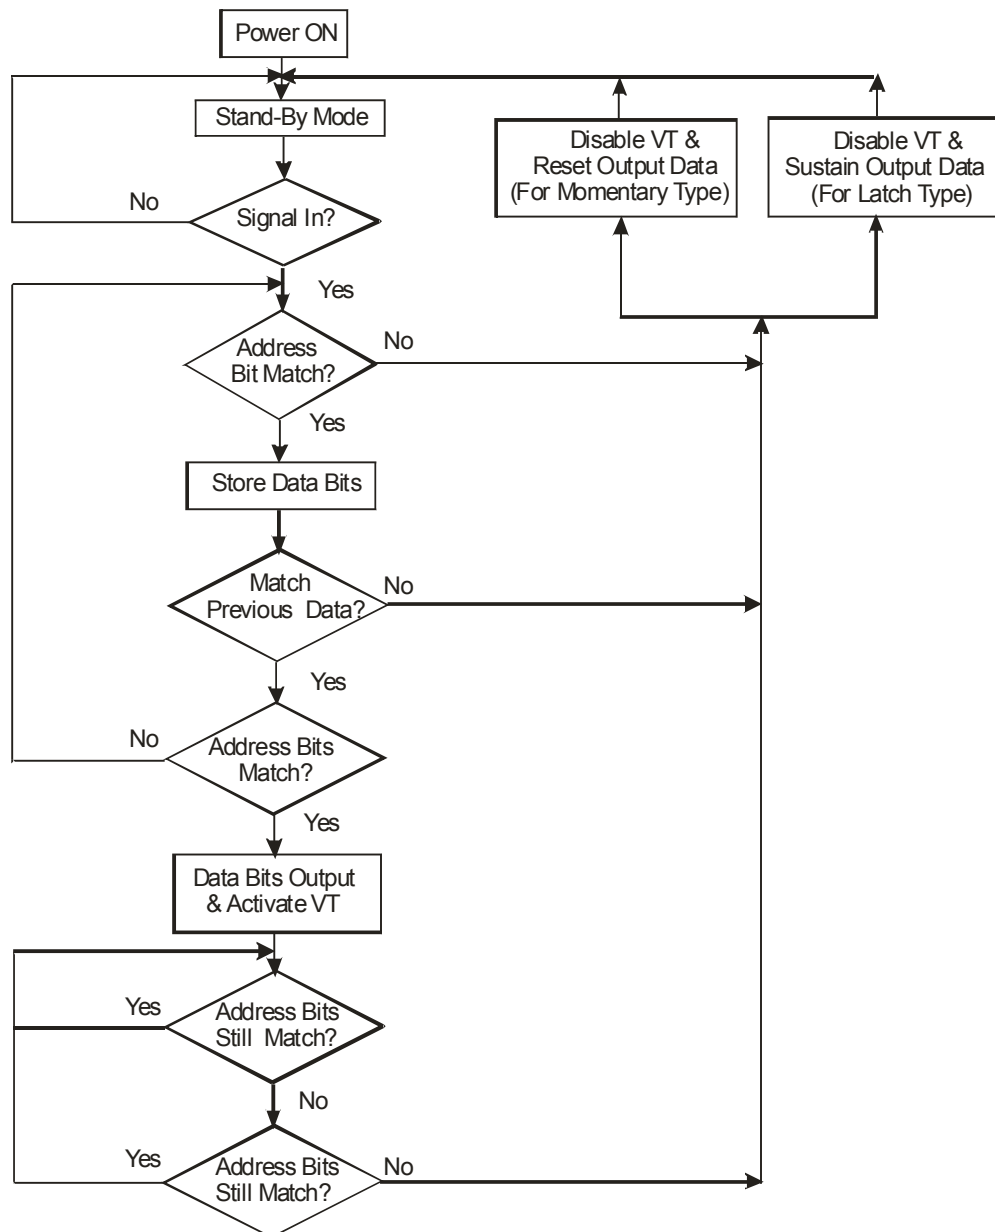 Power ON
Stand-By Mode
No
Signal In?
Yes
Disable VT &
Reset Output Data
(For Momentary Type)
Disable VT &
Sustain Output Data
(For Latch Type)
Address
Bit Match?
No
Yes
Store Data Bits
Match
Previous Data?
No
Yes
No
Address Bits
Match?
Yes
Data Bits Output
& Activate VT
Yes
Address Bits
Still Match?
No
Yes
Address Bits
Still Match?
No